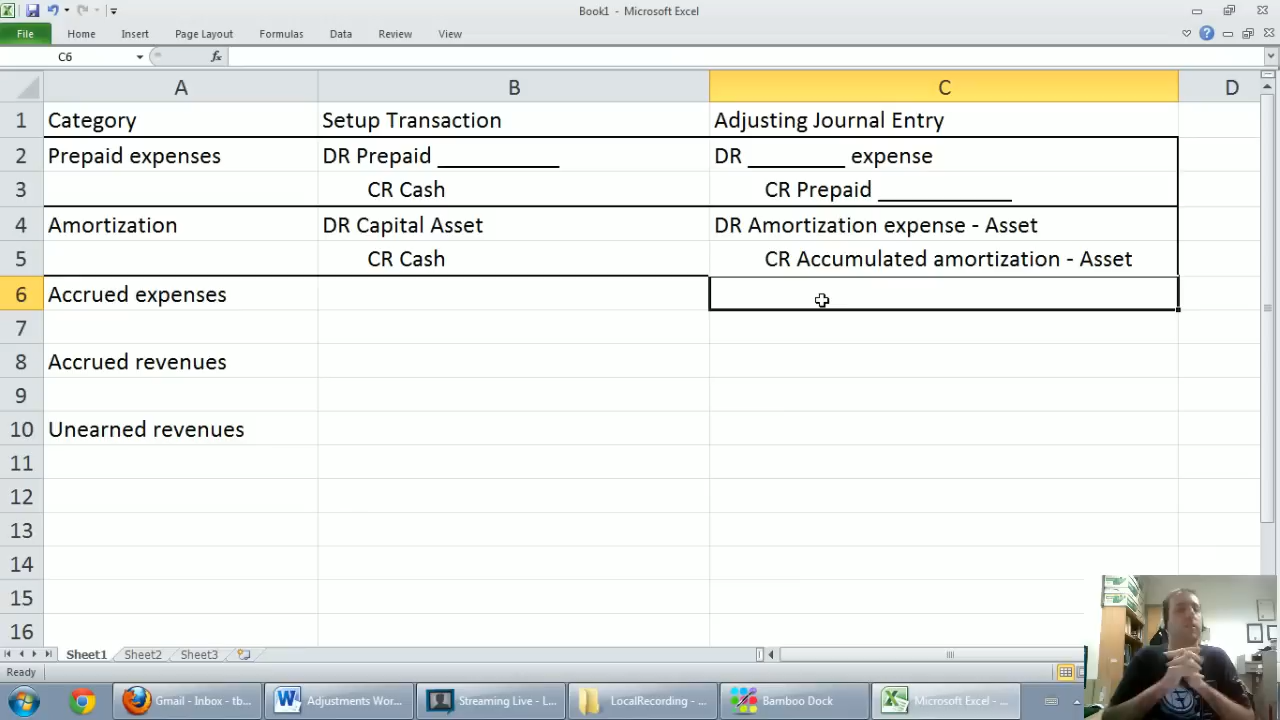 Book1 - Microsoft Excel
File Home Insert Page Layout Formulas Data Review View
C6 fx
A B C D
1 Category Setup Transaction Adjusting Journal Entry
2 Prepaid expenses DR Prepaid __________ DR ________ expense
3 CR Cash CR Prepaid ___________
4 Amortization DR Capital Asset DR Amortization expense - Asset
5 CR Cash CR Accumulated amortization - Asset
6 Accrued expenses
7
8 Accrued revenues
9
10 Unearned revenues
11
12
13
14
15
16
Sheet1 Sheet2 Sheet3
Ready
Gmail - Inbox - tb... Adjustments Wor... Streaming Live - L... LocalRecording - ... Bamboo Dock Microsoft Excel - ...